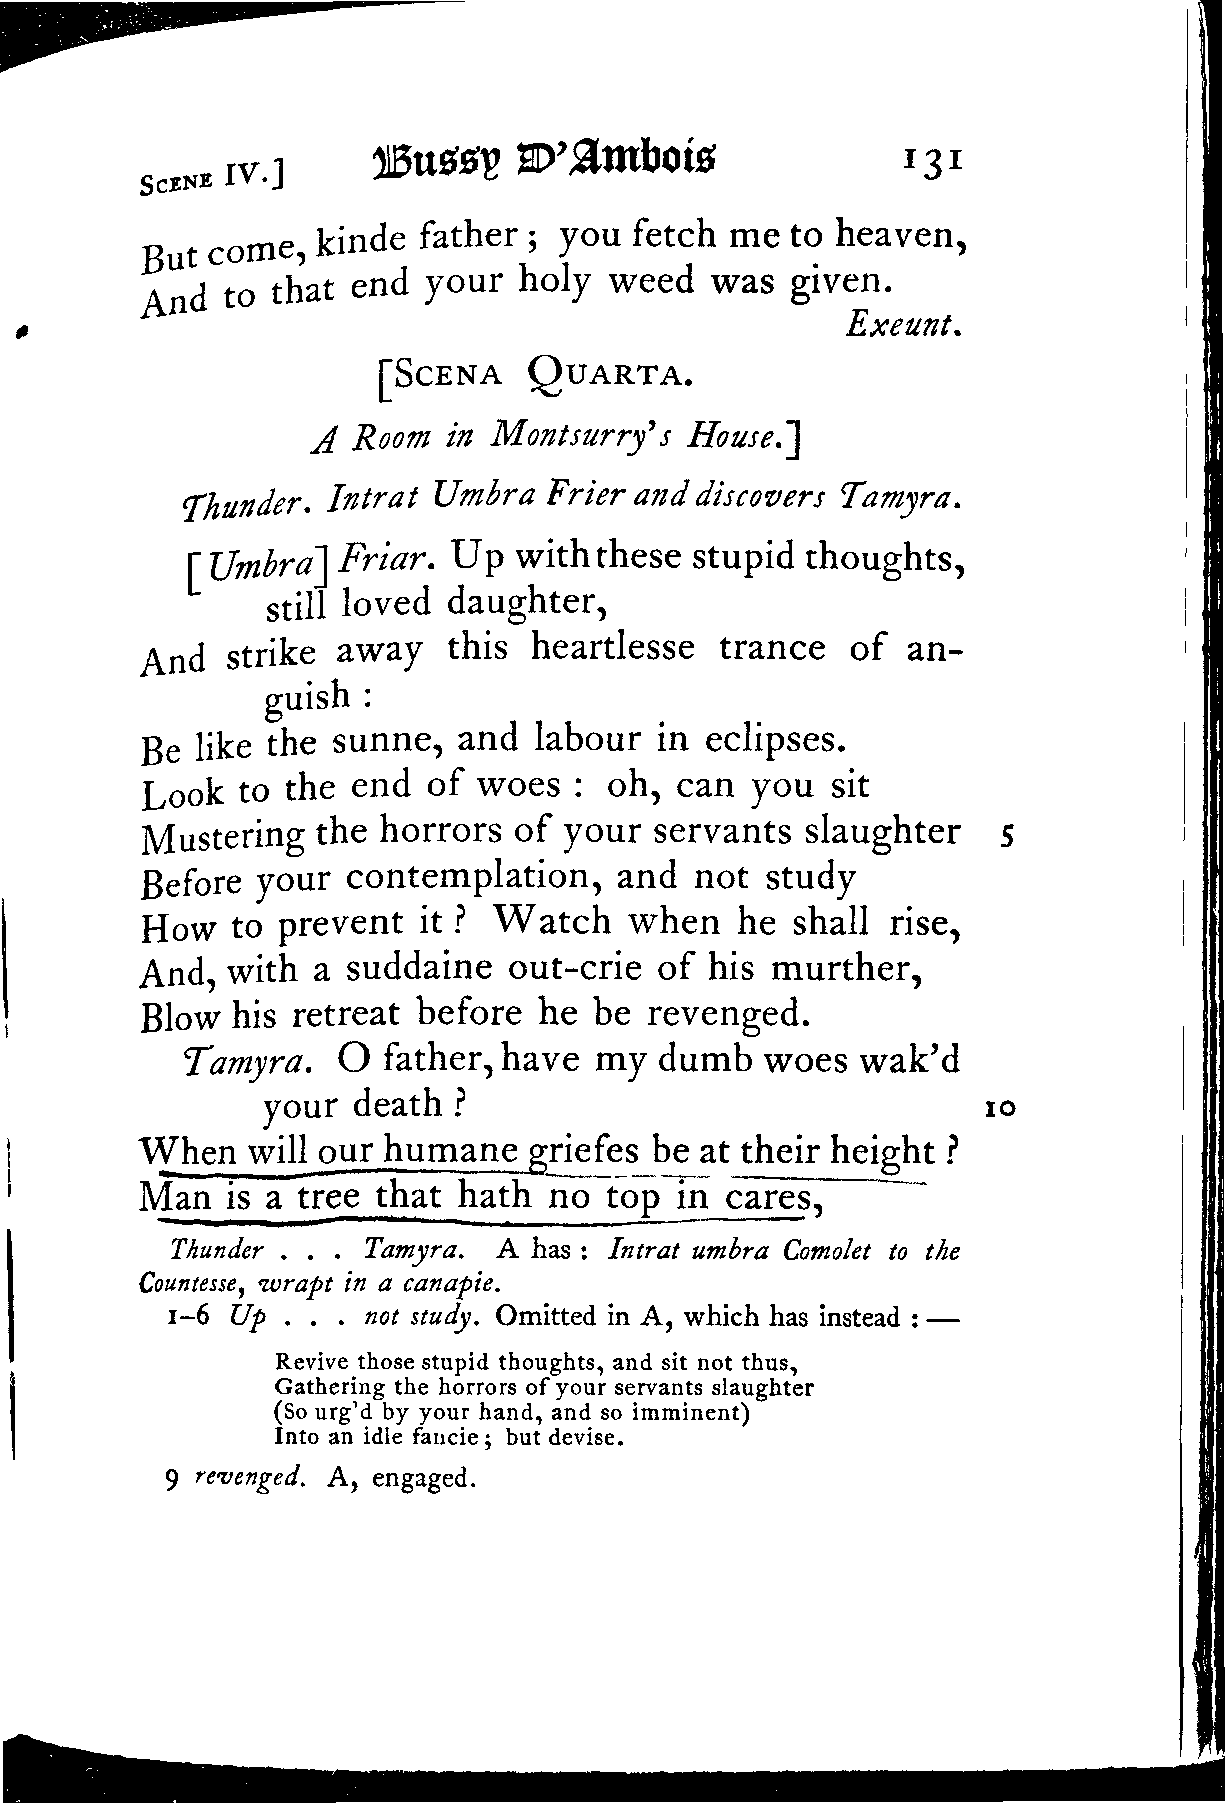 SCENE IV.] Bussy D'Ambois 131
But come, kinde father ; you fetch me to heaven,
And to that end your holy weed was given.
Exeunt.
[SCENA QUARTA.
A Room in Montsurry's House.]
Thunder. Intrat Umbra Frier and discovers Tamyra.
[Umbra] Friar. Up with these stupid thoughts,
still loved daughter,
And strike away this heartlesse trance of an-
guish :
Be like the sunne, and labour in eclipses.
Look to the end of woes : oh, can you sit
Mustering the horrors of your servants slaughter 5
Before your contemplation, and not study
How to prevent it ? Watch when he shall rise,
And, with a suddaine out-crie of his murther,
Blow his retreat before he be revenged.
Tamyra. O father, have my dumb woes wak'd
your death ? 10
When will our humane griefes be at their height ?
Man is a tree that hath no top in cares,
Thunder . . . Tamyra. A has : Intrat umbra Comolet to the
Countesse, wrapt in a canapie.
1-6 Up . . . not study. Omitted in A, which has instead : —
Revive those stupid thoughts, and sit not thus,
Gathering the horrors of your servants slaughter
(So urg'd by your hand, and so imminent)
Into an idle fancie ; but devise.
9 revenged. A, engaged.